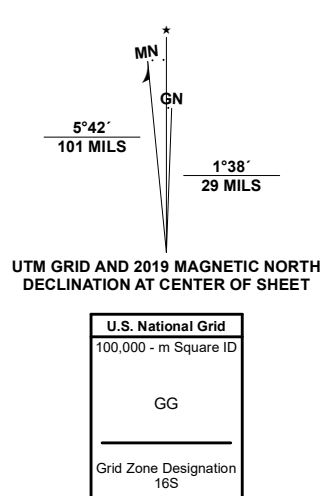 ★
MN
GN
5°42´
101 MILS
1°38´
29 MILS
UTM GRID AND 2019 MAGNETIC NORTH
DECLINATION AT CENTER OF SHEET
U.S. National Grid
100,000 - m Square ID
GG
Grid Zone Designation
16S